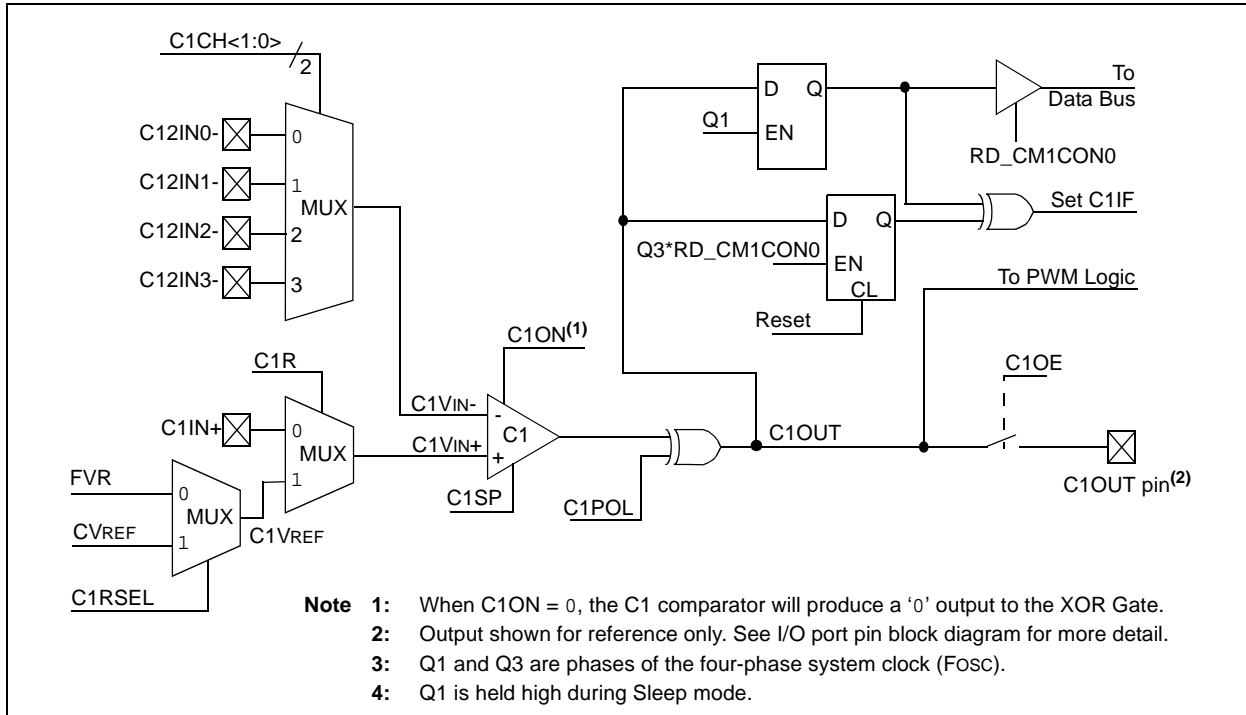 C1CH<1:0>
2
C12IN0-
0
C12IN1-
1
MUX
C12IN2-
2
C12IN3-
3
D
Q
To
Data Bus
Q1
EN
RD_CM1CON0
D
Q
Set C1IF
Q3*RD_CM1CON0
EN
CL
Reset
To PWM Logic
C1ON(1)
C1R
C1OE
C1IN+
0
MUX
1
C1VIN-
-
C1
C1VIN+
+
C1OUT
C1SP
C1POL
C1OUT pin(2)
FVR
0
MUX
CVREF
1
C1VREF
C1RSEL
Note 1: When C1ON = 0, the C1 comparator will produce a ‘0’ output to the XOR Gate.
2: Output shown for reference only. See I/O port pin block diagram for more detail.
3: Q1 and Q3 are phases of the four-phase system clock (FOSC).
4: Q1 is held high during Sleep mode.